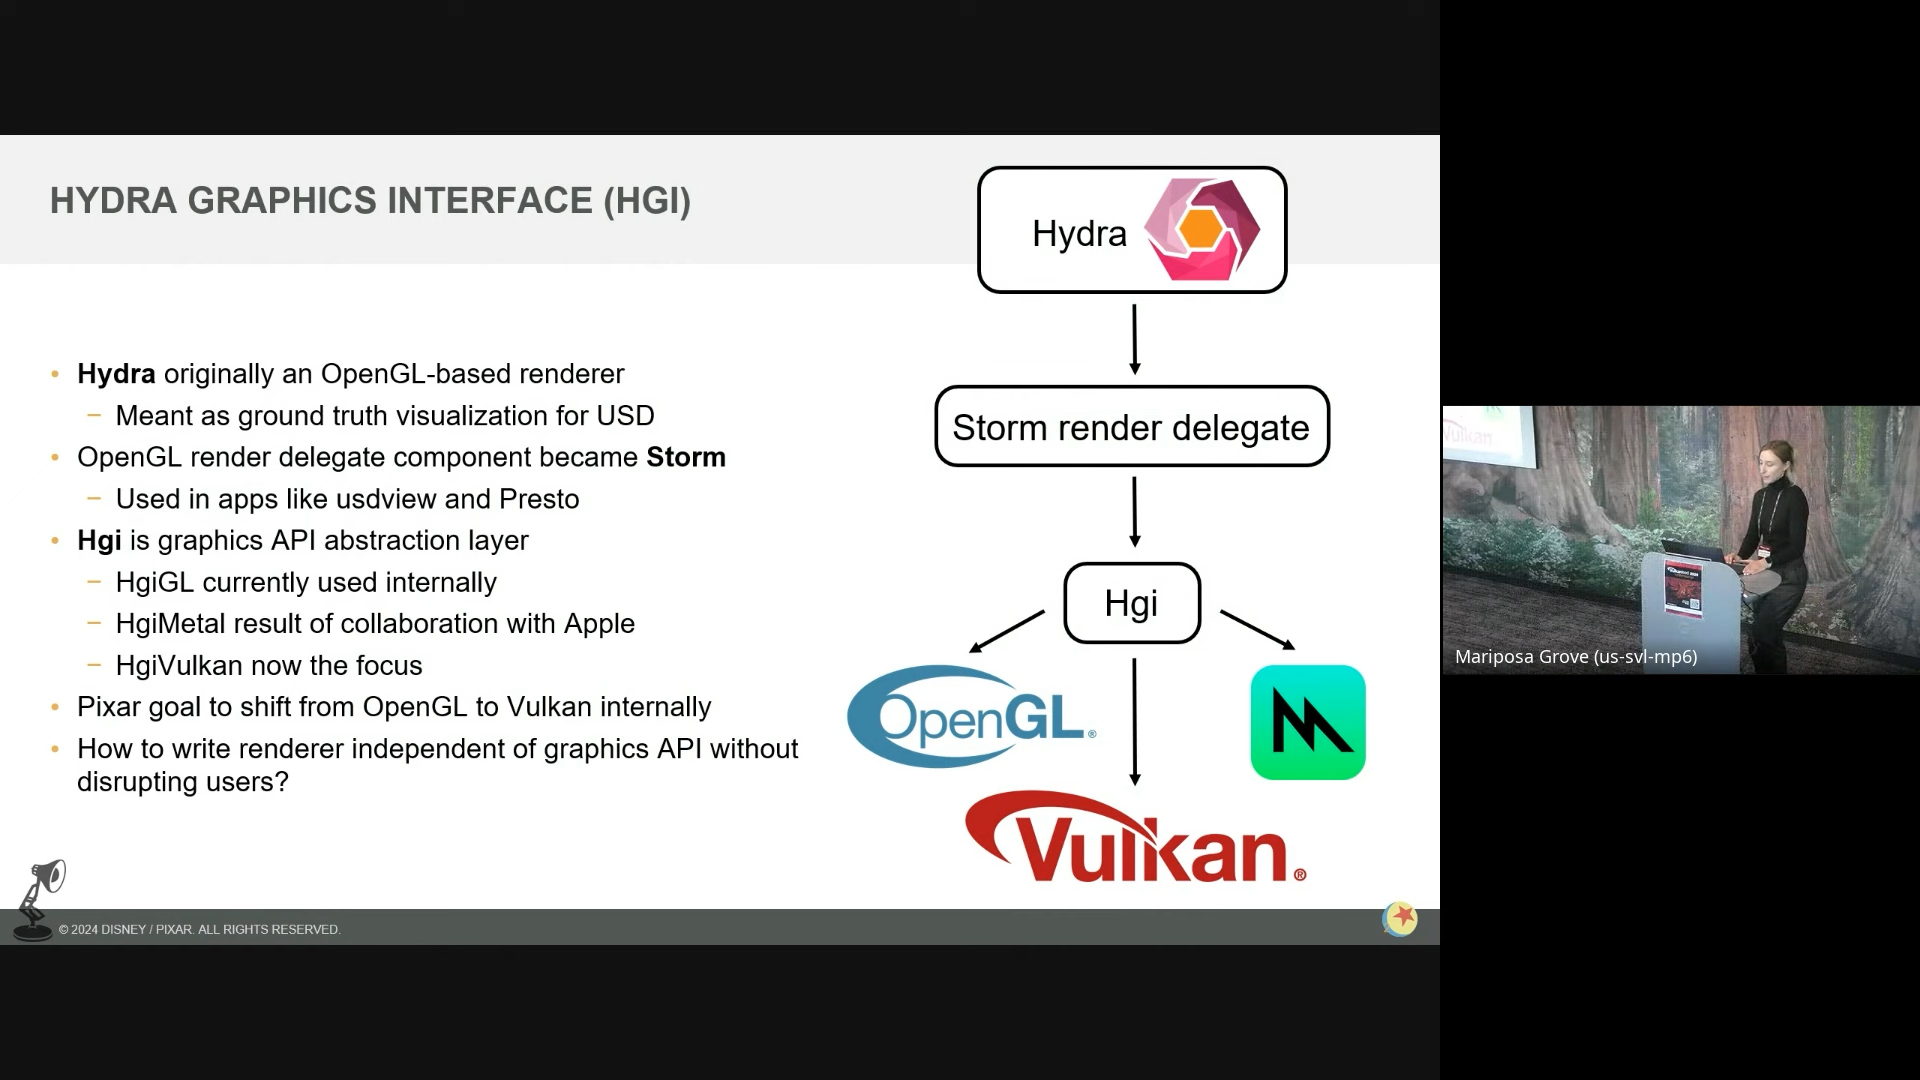 HYDRA GRAPHICS INTERFACE (HGI)
• Hydra originally an OpenGL-based renderer
– Meant as ground truth visualization for USD
• OpenGL render delegate component became Storm
– Used in apps like usdview and Presto
• Hgi is graphics API abstraction layer
– HgiGL currently used internally
– HgiMetal result of collaboration with Apple
– HgiVulkan now the focus
• Pixar goal to shift from OpenGL to Vulkan internally
• How to write renderer independent of graphics API without
disrupting users?
Hydra
Storm render delegate
Hgi
OpenGL®
Vulkan®
© 2024 DISNEY / PIXAR. ALL RIGHTS RESERVED.
Vulkan
Mariposa Grove (us-svl-mp6)